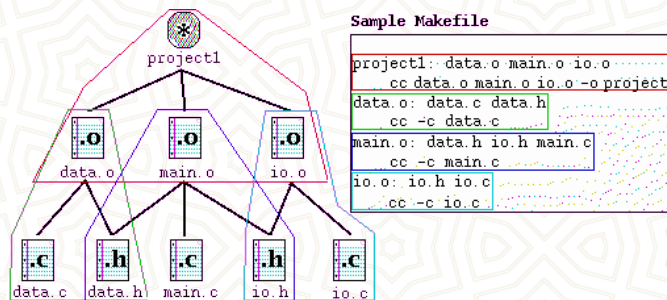 Sample Makefile
*
project1
.o .o .o
data.o main.o io.o
.c .h .c .h .c
data.c data.h main.c io.h io.c
project1: data.o main.o io.o
cc data.o main.o io.o -o project
data.o: data.c data.h
cc -c data.c
main.o: data.h io.h main.c
cc -c main.c
io.o: io.h io.c
cc -c io.c